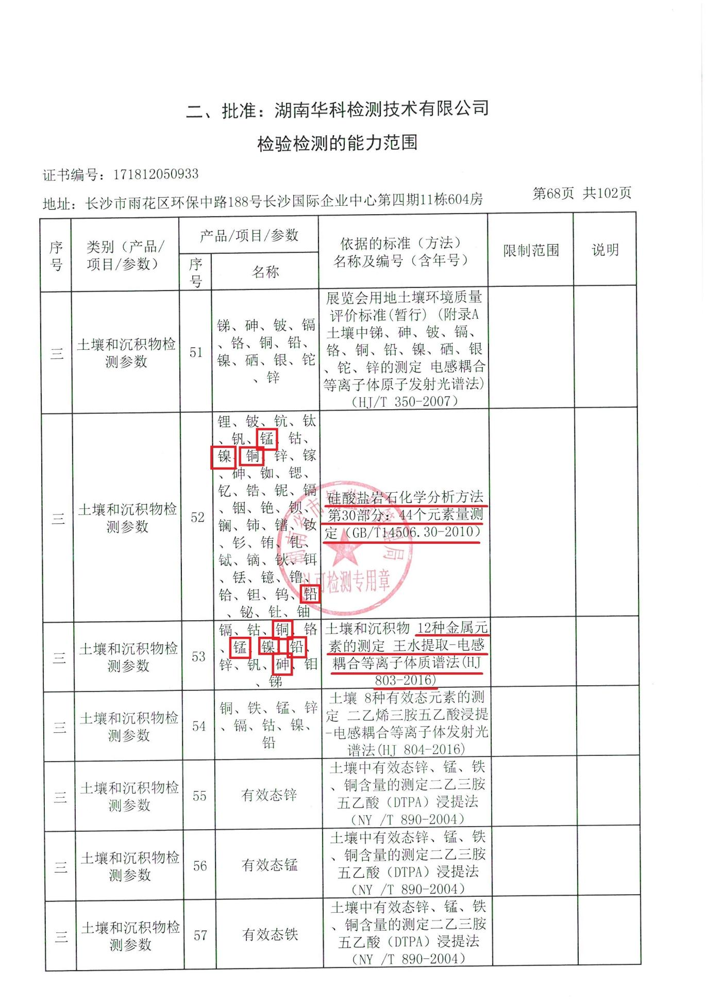 二、批准：湖南华科检测技术有限公司
检验检测的能力范围
证书编号：171812050933
地址：长沙市雨花区环保中路188号长沙国际企业中心第四期11栋604房
第68页 共102页
序号
类别（产品/
项目/参数）
产品/项目/参数
序号
名称
依据的标准（方法）
名称及编号（含年号）
限制范围
说明
三
土壤和沉积物检
测参数
51
锑、砷、铍、镉
、铬、铜、铅、
镍、硒、银、铊
、锌
展览会用地土壤环境质量
评价标准(暂行)（附录A
土壤中锑、砷、铍、镉、
铬、铜、铅、镍、硒、银
、铊、锌的测定 电感耦合
等离子体原子发射光谱法)
（HJ/T 350-2007）
三
土壤和沉积物检
测参数
52
锂、铍、钪、钛
、钒、锰、钴、
镍、铜、锌、镓
、砷、铷、锶、
钇、锆、铌、镉
、铟、铯、钡、
镧、铈、镨、钕
、钐、铕、钆、
铽、镝、钬、铒
、铥、镱、镥、
铪、钽、钨、铅
、铋、钍、铀
硅酸盐岩石化学分析方法
第30部分：44个元素量测
定（GB/T14506.30-2010）
湖南省市场监督管理局
认可检测专用章
三
土壤和沉积物检
测参数
53
镉、钴、铜、铬
、锰、镍、铅、
锌、钒、砷、钼
、锑
土壤和沉积物 12种金属元
素的测定 王水提取-电感
耦合等离子体质谱法(HJ
803-2016)
三
土壤和沉积物检
测参数
54
铜、铁、锰、锌
、镉、钴、镍、
铅
土壤 8种有效态元素的测
定 二乙烯三胺五乙酸浸提
-电感耦合等离子体发射光
谱法(HJ 804-2016)
三
土壤和沉积物检
测参数
55
有效态锌
土壤中有效态锌、锰、铁
、铜含量的测定二乙三胺
五乙酸（DTPA）浸提法
（NY /T 890-2004）
三
土壤和沉积物检
测参数
56
有效态锰
土壤中有效态锌、锰、铁
、铜含量的测定二乙三胺
五乙酸（DTPA）浸提法
（NY /T 890-2004）
三
土壤和沉积物检
测参数
57
有效态铁
土壤中有效态锌、锰、铁
、铜含量的测定二乙三胺
五乙酸（DTPA）浸提法
（NY /T 890-2004）